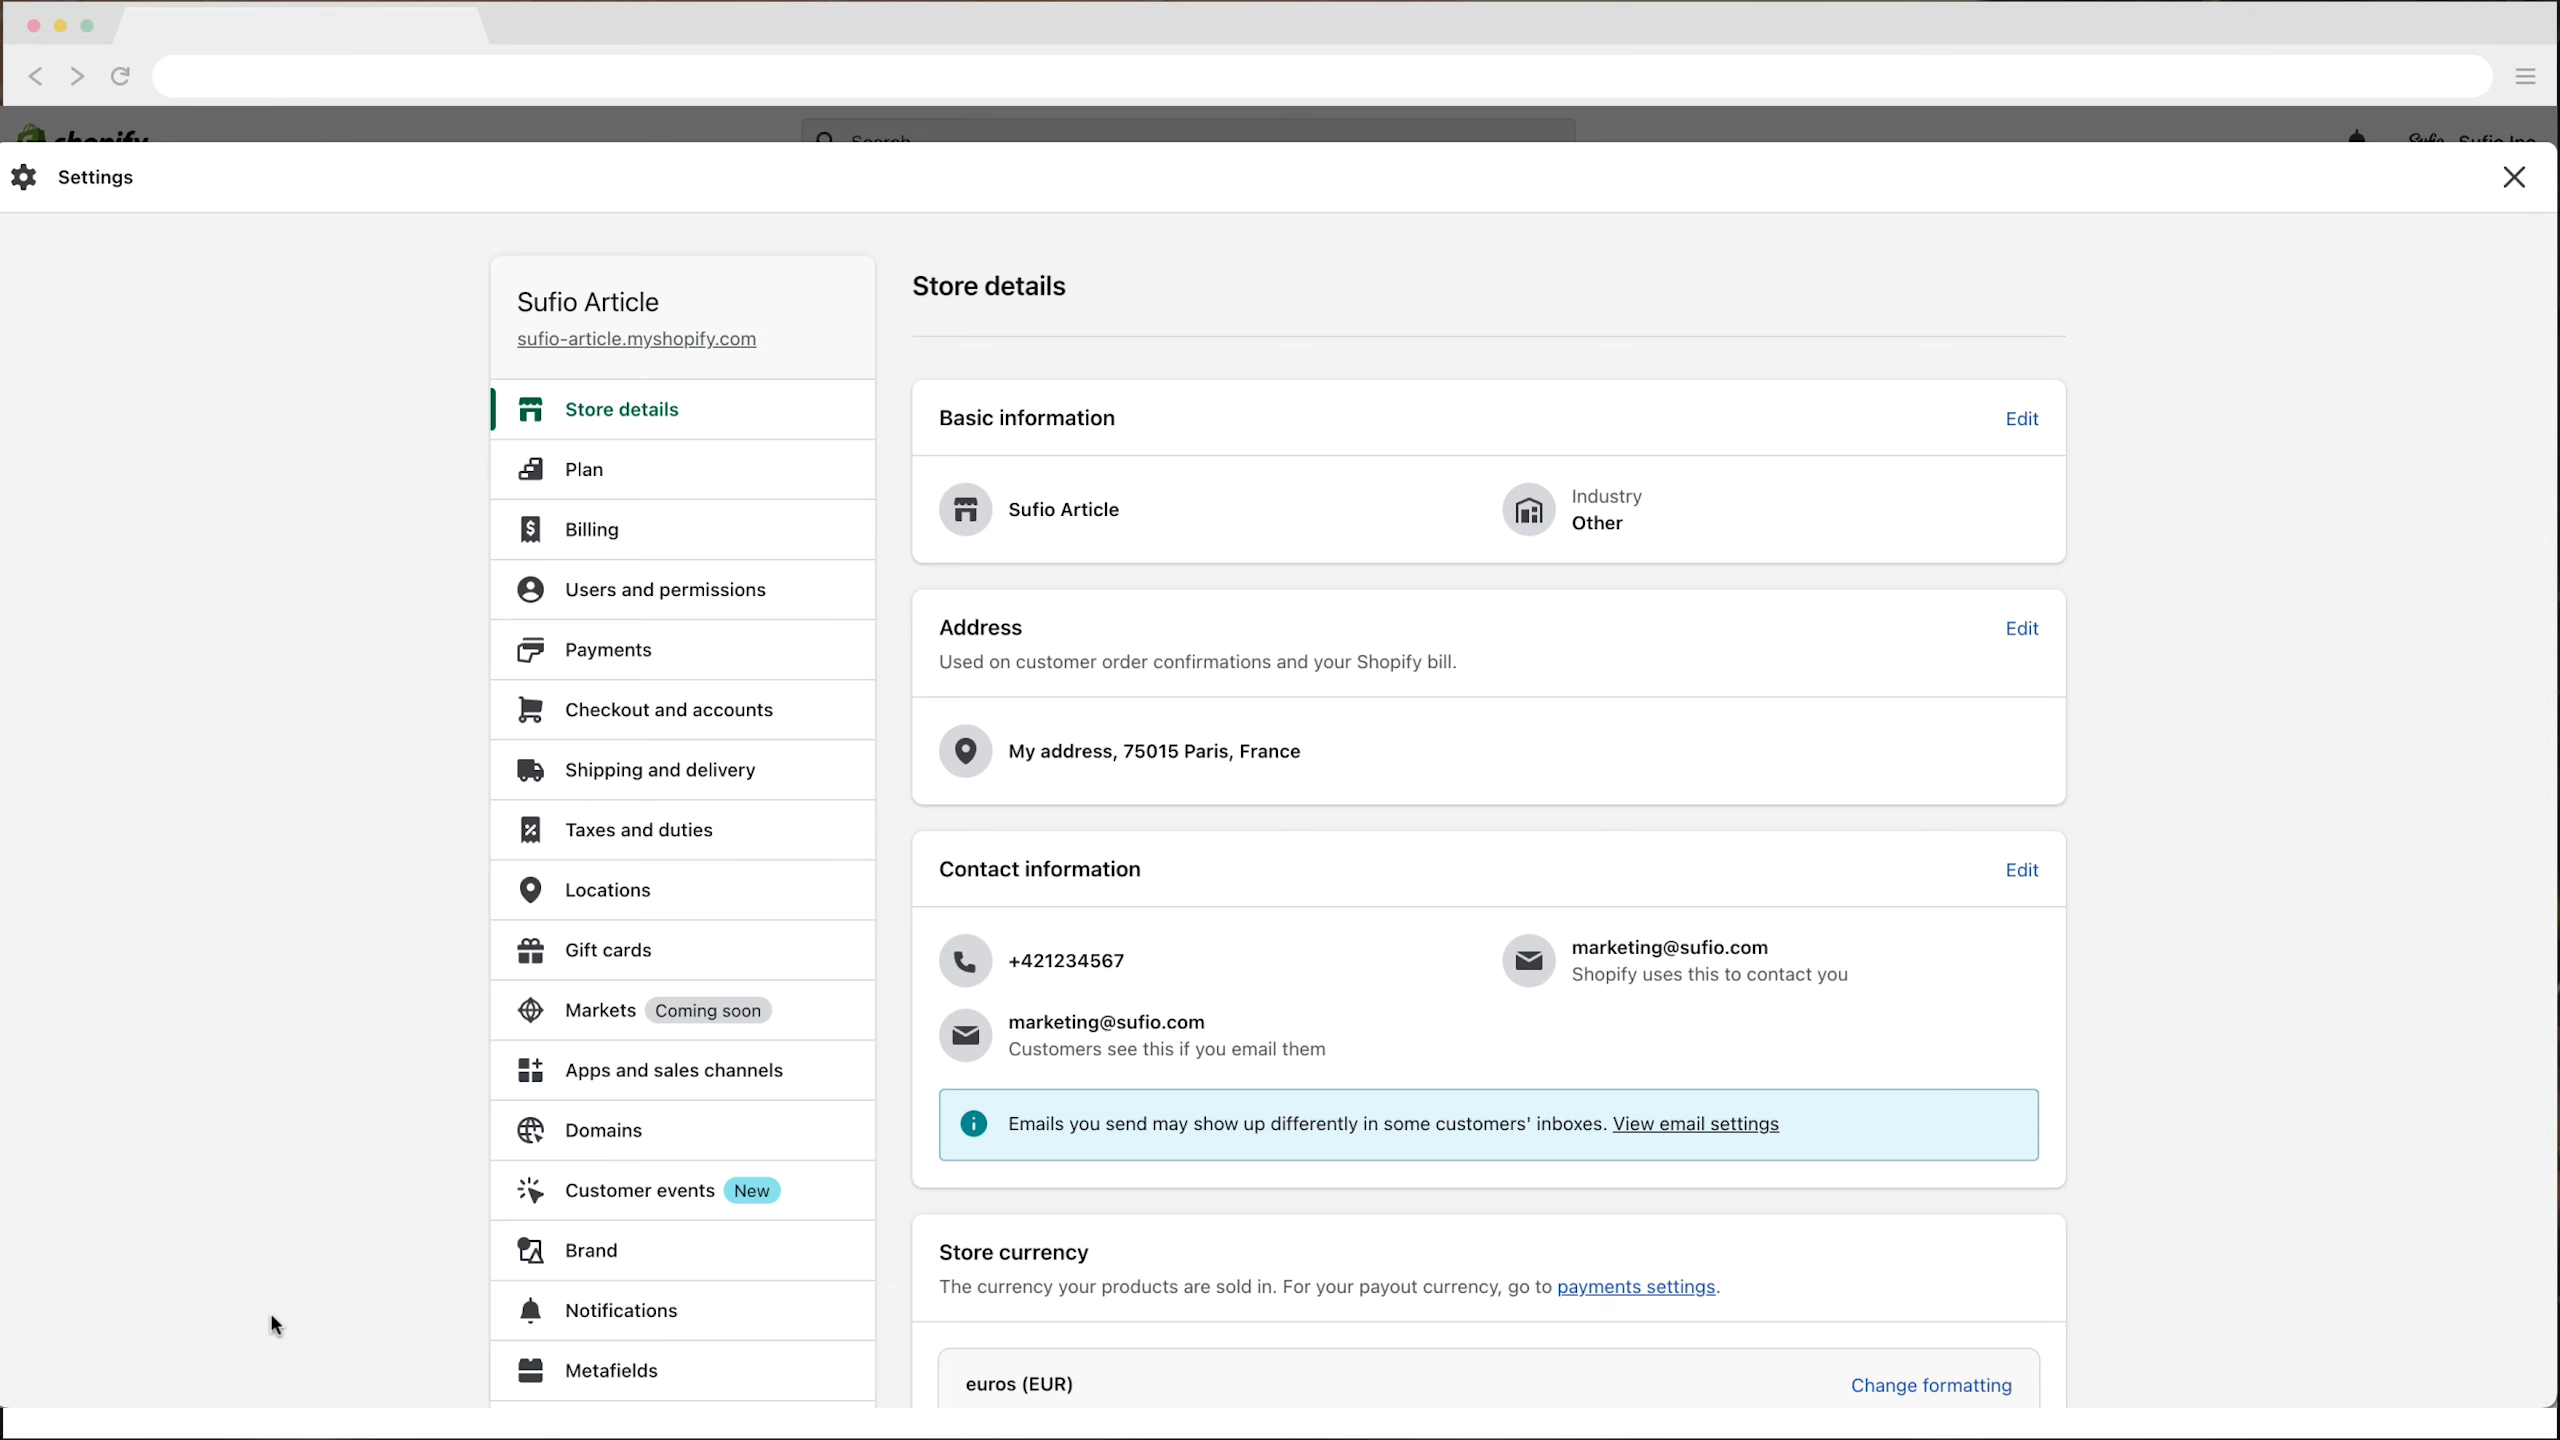 shopify
Search
Sufio Sufio Inc
Settings
Sufio Article
sufio-article.myshopify.com
Store details
Plan
Billing
Users and permissions
Payments
Checkout and accounts
Shipping and delivery
Taxes and duties
Locations
Gift cards
Markets Coming soon
Apps and sales channels
Domains
Customer events New
Brand
Notifications
Metafields
Store details
Basic information Edit
Sufio Article
Industry
Other
Address Edit
Used on customer order confirmations and your Shopify bill.
My address, 75015 Paris, France
Contact information Edit
+421234567
marketing@sufio.com
Shopify uses this to contact you
marketing@sufio.com
Customers see this if you email them
Emails you send may show up differently in some customers' inboxes. View email settings
Store currency
The currency your products are sold in. For your payout currency, go to payments settings.
euros (EUR) Change formatting